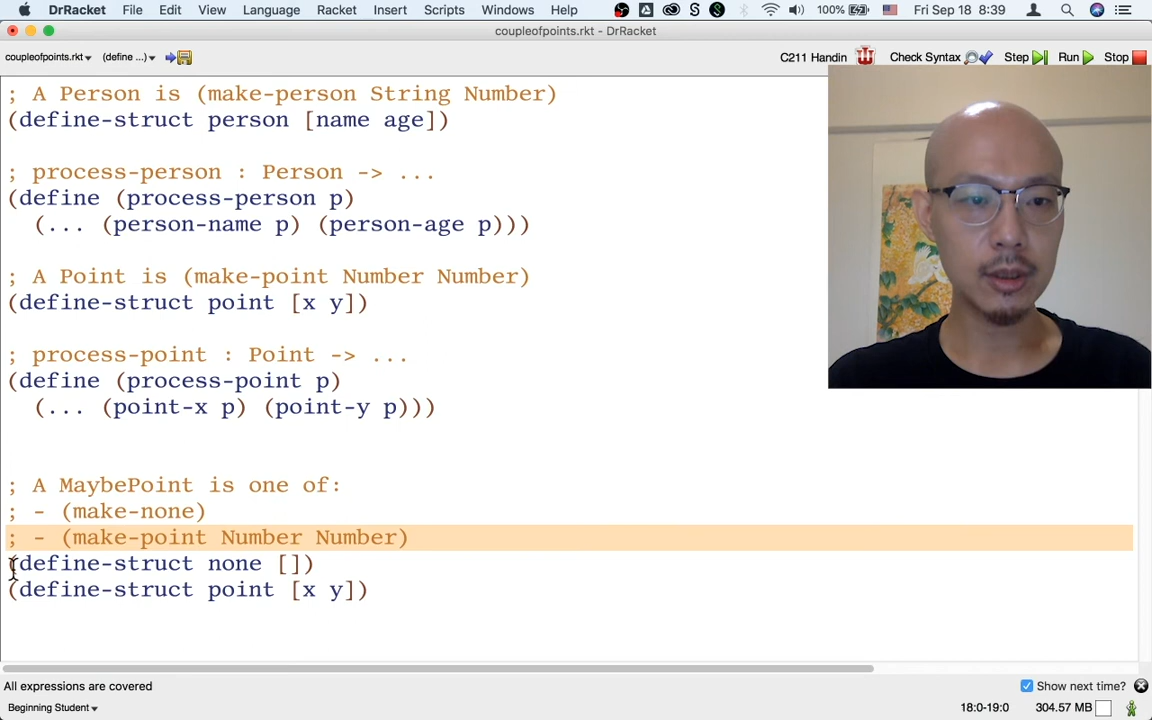 DrRacket File Edit View Language Racket Insert Scripts Windows Help 100% Fri Sep 18 8:39
coupleofpoints.rkt - DrRacket
coupleofpoints.rkt (define ...) C211 Handin Check Syntax Step Run Stop
; A Person is (make-person String Number)
(define-struct person [name age])
; process-person : Person -> ...
(define (process-person p)
(... (person-name p) (person-age p)))
; A Point is (make-point Number Number)
(define-struct point [x y])
; process-point : Point -> ...
(define (process-point p)
(... (point-x p) (point-y p)))
; A MaybePoint is one of:
; - (make-none)
; - (make-point Number Number)
(define-struct none [])
(define-struct point [x y])
All expressions are covered Show next time?
Beginning Student 18:0-19:0 304.57 MB